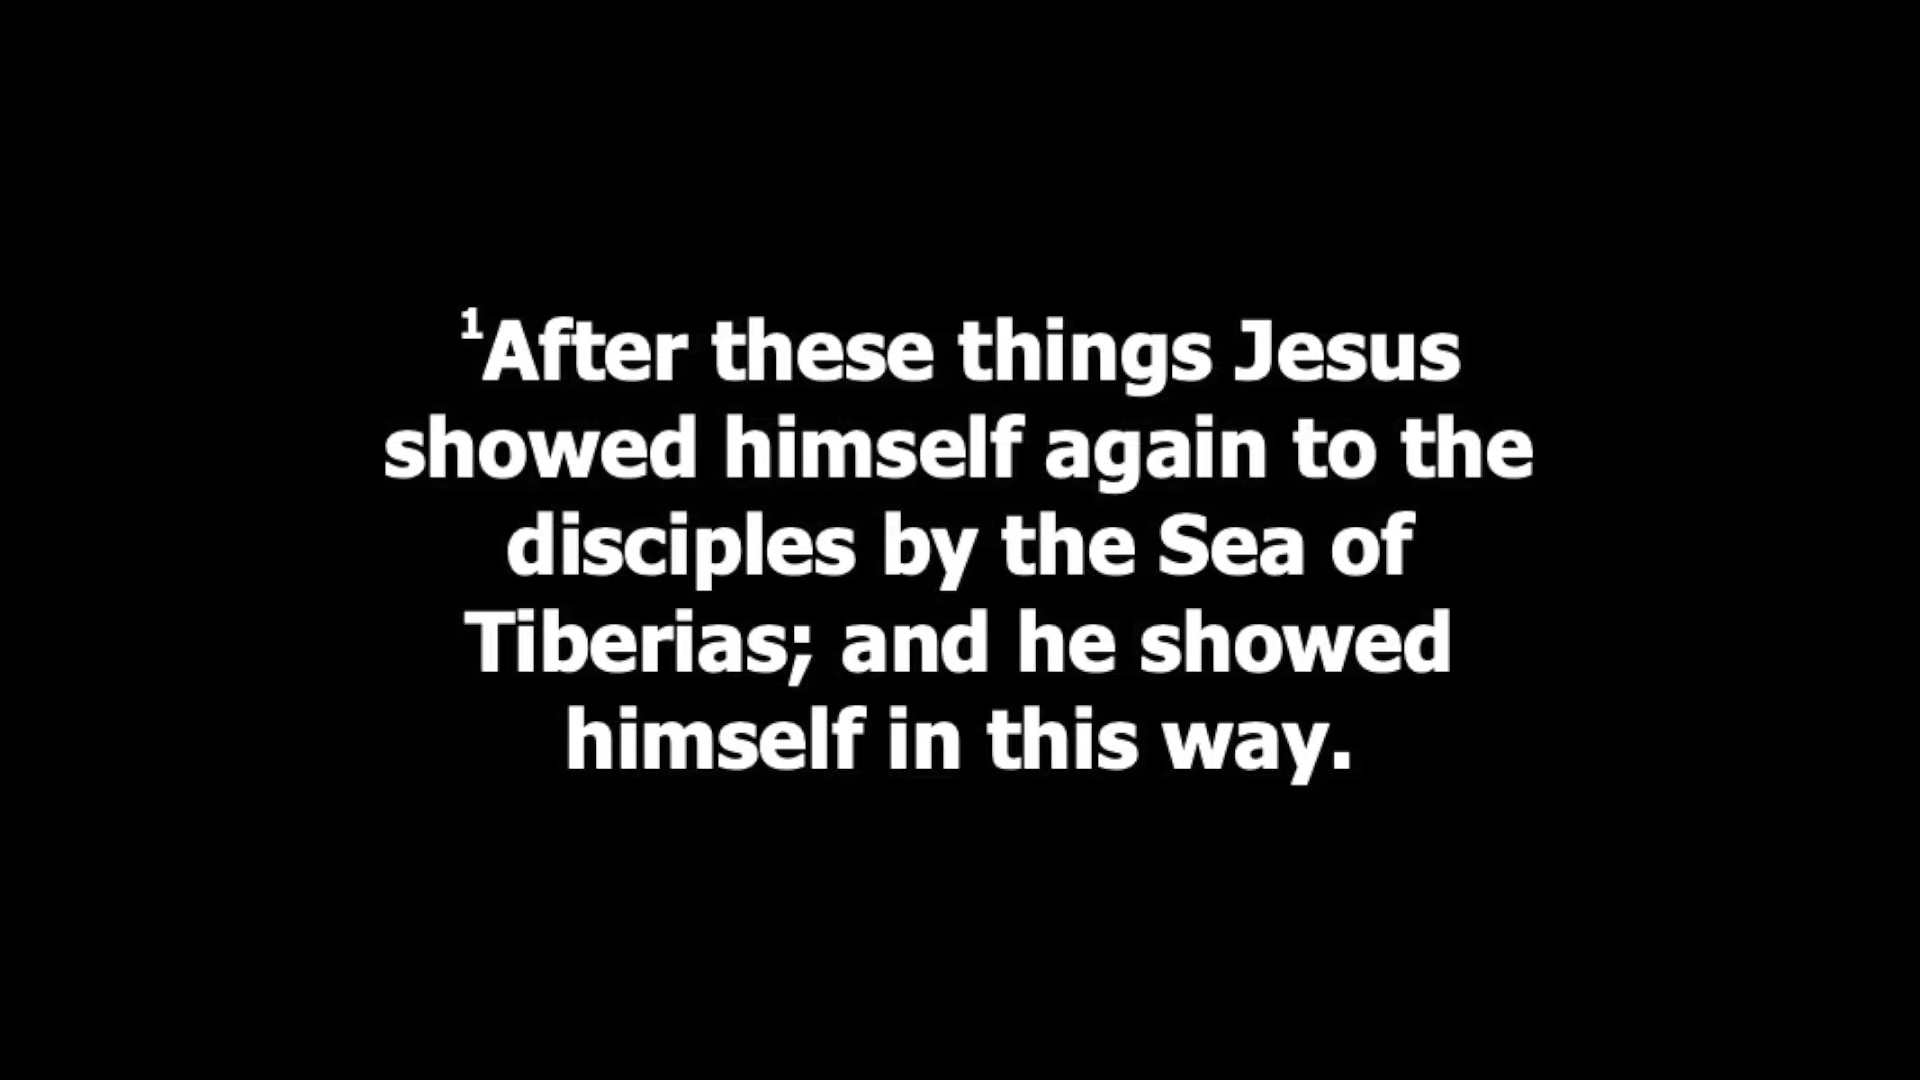 ¹After these things Jesus
showed himself again to the
disciples by the Sea of
Tiberias; and he showed
himself in this way.